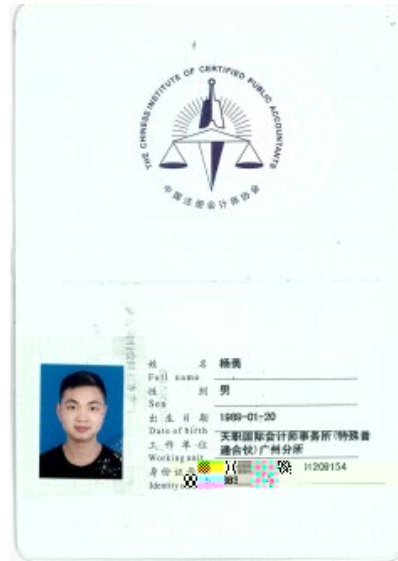 THE CHINESE INSTITUTE OF CERTIFIED PUBLIC ACCOUNTANTS
中国注册会计师协会
姓 名 杨勇
Full name
性 别 男
Sex
出生日期 1989-01-20
Date of birth
工作单位 天职国际会计师事务所(特殊普
通合伙)广州分所
Working unit
身份证
Identity